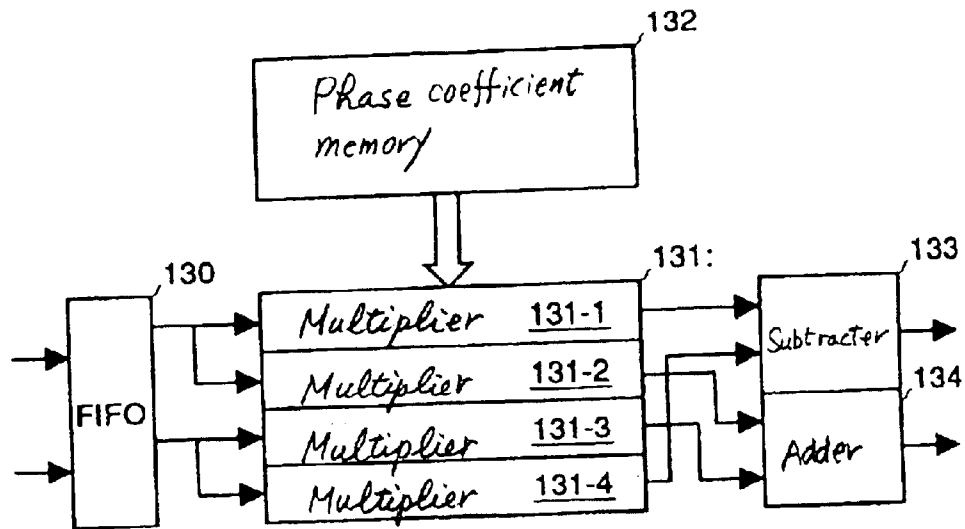 132
Phase coefficient
memory
130
131:
133
Multiplier 131-1
Subtracter
Multiplier 131-2
134
FIFO
Multiplier 131-3
Adder
Multiplier 131-4